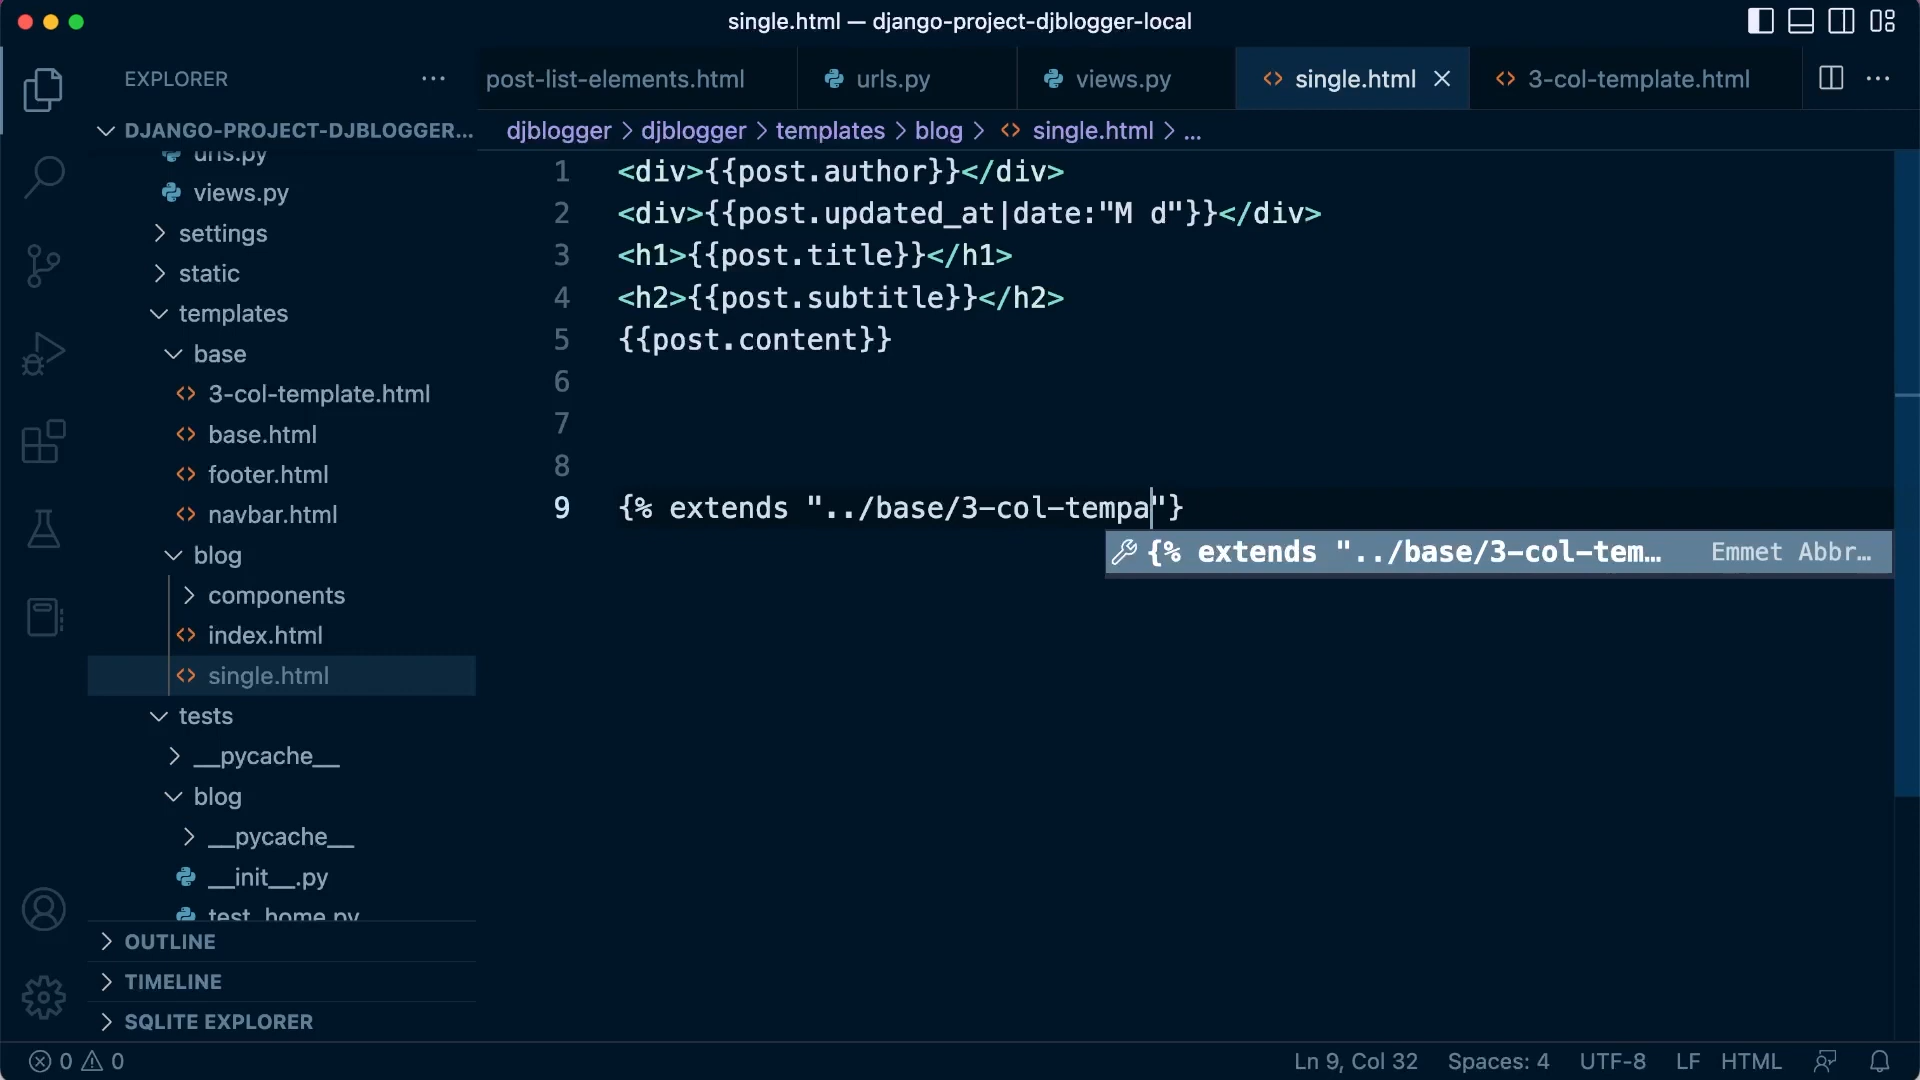 single.html — django-project-djblogger-local
EXPLORER
post-list-elements.html
urls.py
views.py
single.html
3-col-template.html
DJANGO-PROJECT-DJBLOGGER...
djblogger > djblogger > templates > blog > single.html > ...
urls.py
views.py
settings
static
templates
base
3-col-template.html
base.html
footer.html
navbar.html
blog
components
index.html
single.html
tests
__pycache__
blog
__pycache__
__init__.py
test_home.py
OUTLINE
TIMELINE
SQLITE EXPLORER
1 <div>{{post.author}}</div>
2 <div>{{post.updated_at|date:"M d"}}</div>
3 <h1>{{post.title}}</h1>
4 <h2>{{post.subtitle}}</h2>
5 {{post.content}}
6
7
8
9 {% extends "../base/3-col-tempa"}
{% extends "../base/3-col-tem… Emmet Abbr…
0 0
Ln 9, Col 32 Spaces: 4 UTF-8 LF HTML